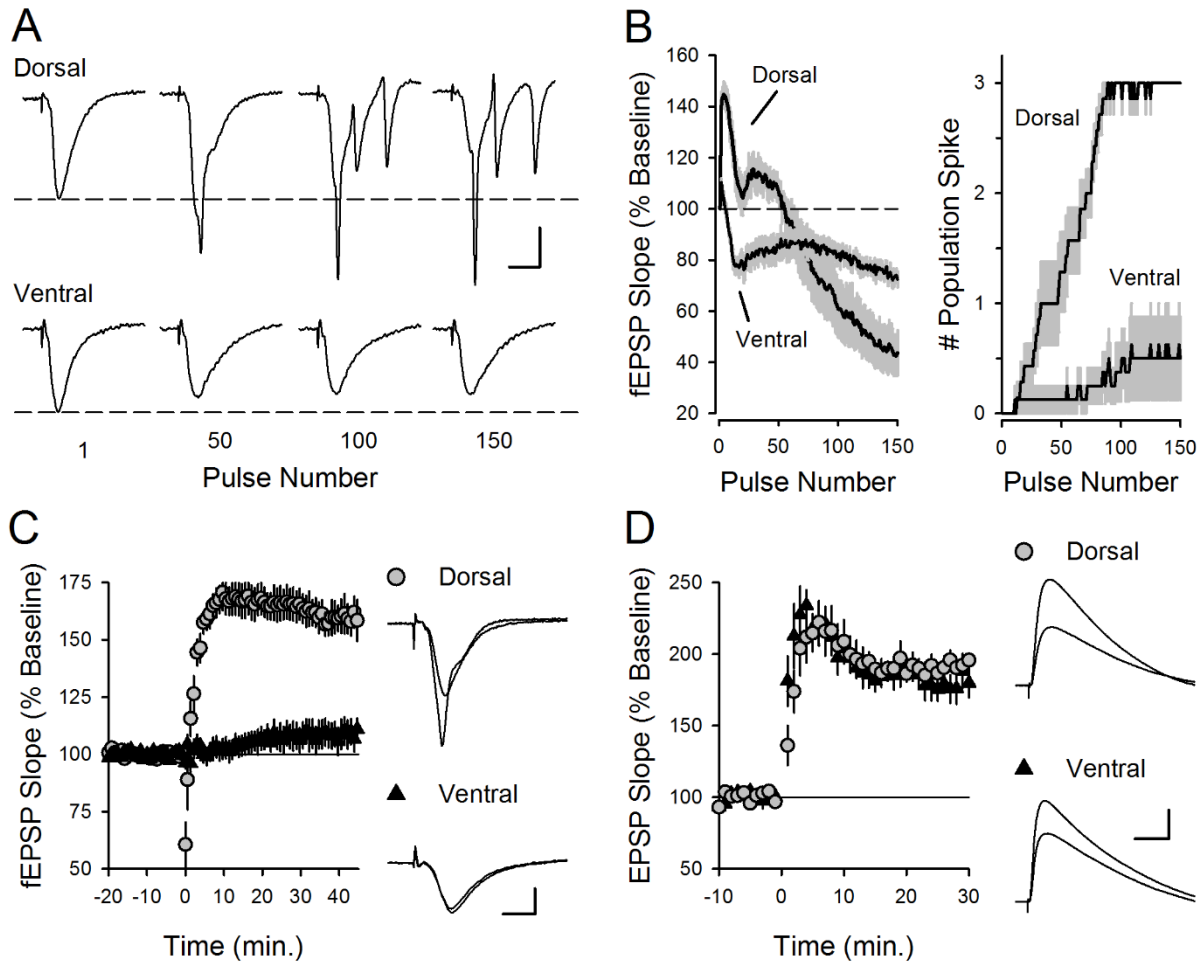 A
Dorsal
Ventral
1 50 100 150
Pulse Number
B
fEPSP Slope (% Baseline)
160
140
120
100
80
60
40
20
Dorsal
Ventral
0 50 100 150
Pulse Number
# Population Spike
3
2
1
0
Dorsal
Ventral
0 50 100 150
Pulse Number
C
fEPSP Slope (% Baseline)
175
150
125
100
75
50
-20 -10 0 10 20 30 40
Time (min.)
Dorsal
Ventral
D
EPSP Slope (% Baseline)
250
200
150
100
50
-10 0 10 20 30
Time (min.)
Dorsal
Ventral